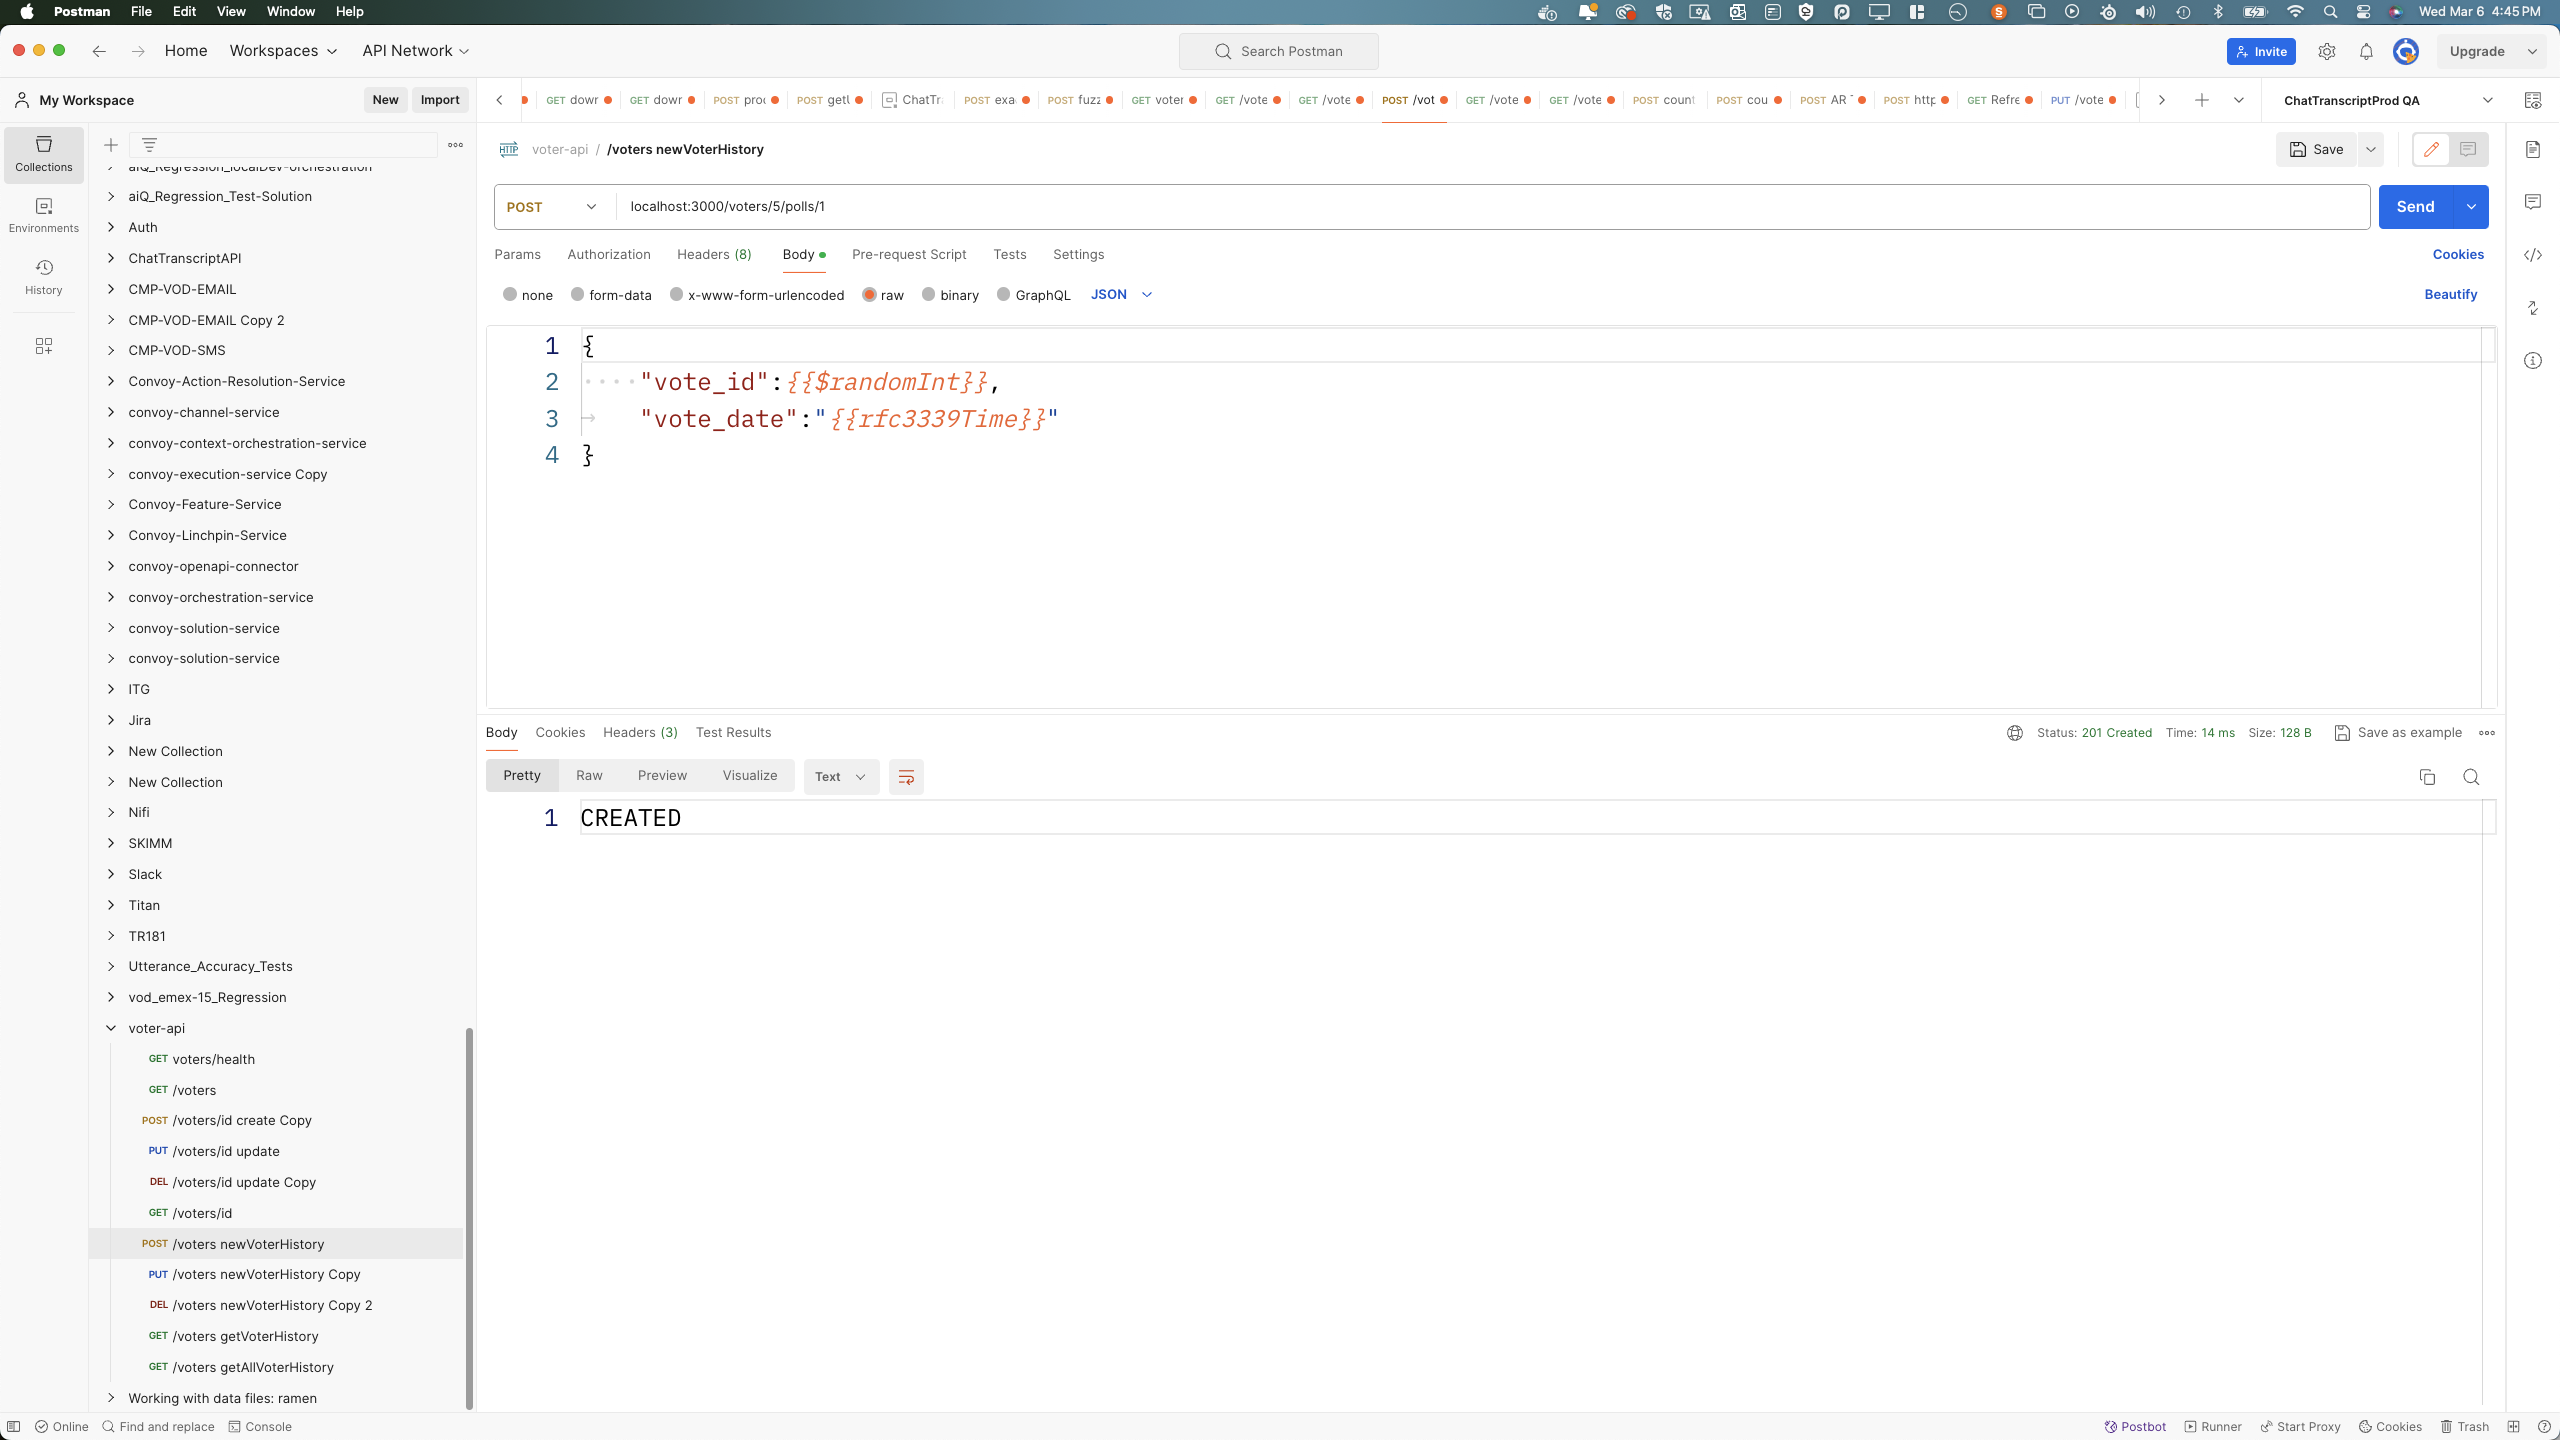 Postman File Edit View Window Help
Wed Mar 6 4:45 PM
Home Workspaces API Network
Search Postman
Invite
Upgrade
My Workspace
New
Import
GET dowr
GET dowr
POST pro
POST getU
ChatTr
POST exa
POST fuzz
GET voter
GET /vote
GET /vote
POST /vot
GET /vote
GET /vote
POST count
POST cou
POST AR
POST http
GET Refre
PUT /vote
ChatTranscriptProd QA
Collections
Environments
History
aiQ_Regression_localDev-orchestration
aiQ_Regression_Test-Solution
Auth
ChatTranscriptAPI
CMP-VOD-EMAIL
CMP-VOD-EMAIL Copy 2
CMP-VOD-SMS
Convoy-Action-Resolution-Service
convoy-channel-service
convoy-context-orchestration-service
convoy-execution-service Copy
Convoy-Feature-Service
Convoy-Linchpin-Service
convoy-openapi-connector
convoy-orchestration-service
convoy-solution-service
convoy-solution-service
ITG
Jira
New Collection
New Collection
Nifi
SKIMM
Slack
Titan
TR181
Utterance_Accuracy_Tests
vod_emex-15_Regression
voter-api
GET voters/health
GET /voters
POST /voters/id create Copy
PUT /voters/id update
DEL /voters/id update Copy
GET /voters/id
POST /voters newVoterHistory
PUT /voters newVoterHistory Copy
DEL /voters newVoterHistory Copy 2
GET /voters getVoterHistory
GET /voters getAllVoterHistory
Working with data files: ramen
HTTP voter-api / /voters newVoterHistory
Save
POST localhost:3000/voters/5/polls/1
Send
Params Authorization Headers (8) Body Pre-request Script Tests Settings
Cookies
none form-data x-www-form-urlencoded raw binary GraphQL JSON
Beautify
1 {
2 "vote_id":{{$randomInt}},
3 "vote_date":"{{rfc3339Time}}"
4 }
Body Cookies Headers (3) Test Results
Status: 201 Created Time: 14 ms Size: 128 B Save as example
Pretty Raw Preview Visualize Text
1 CREATED
Online Find and replace Console
Postbot Runner Start Proxy Cookies Trash